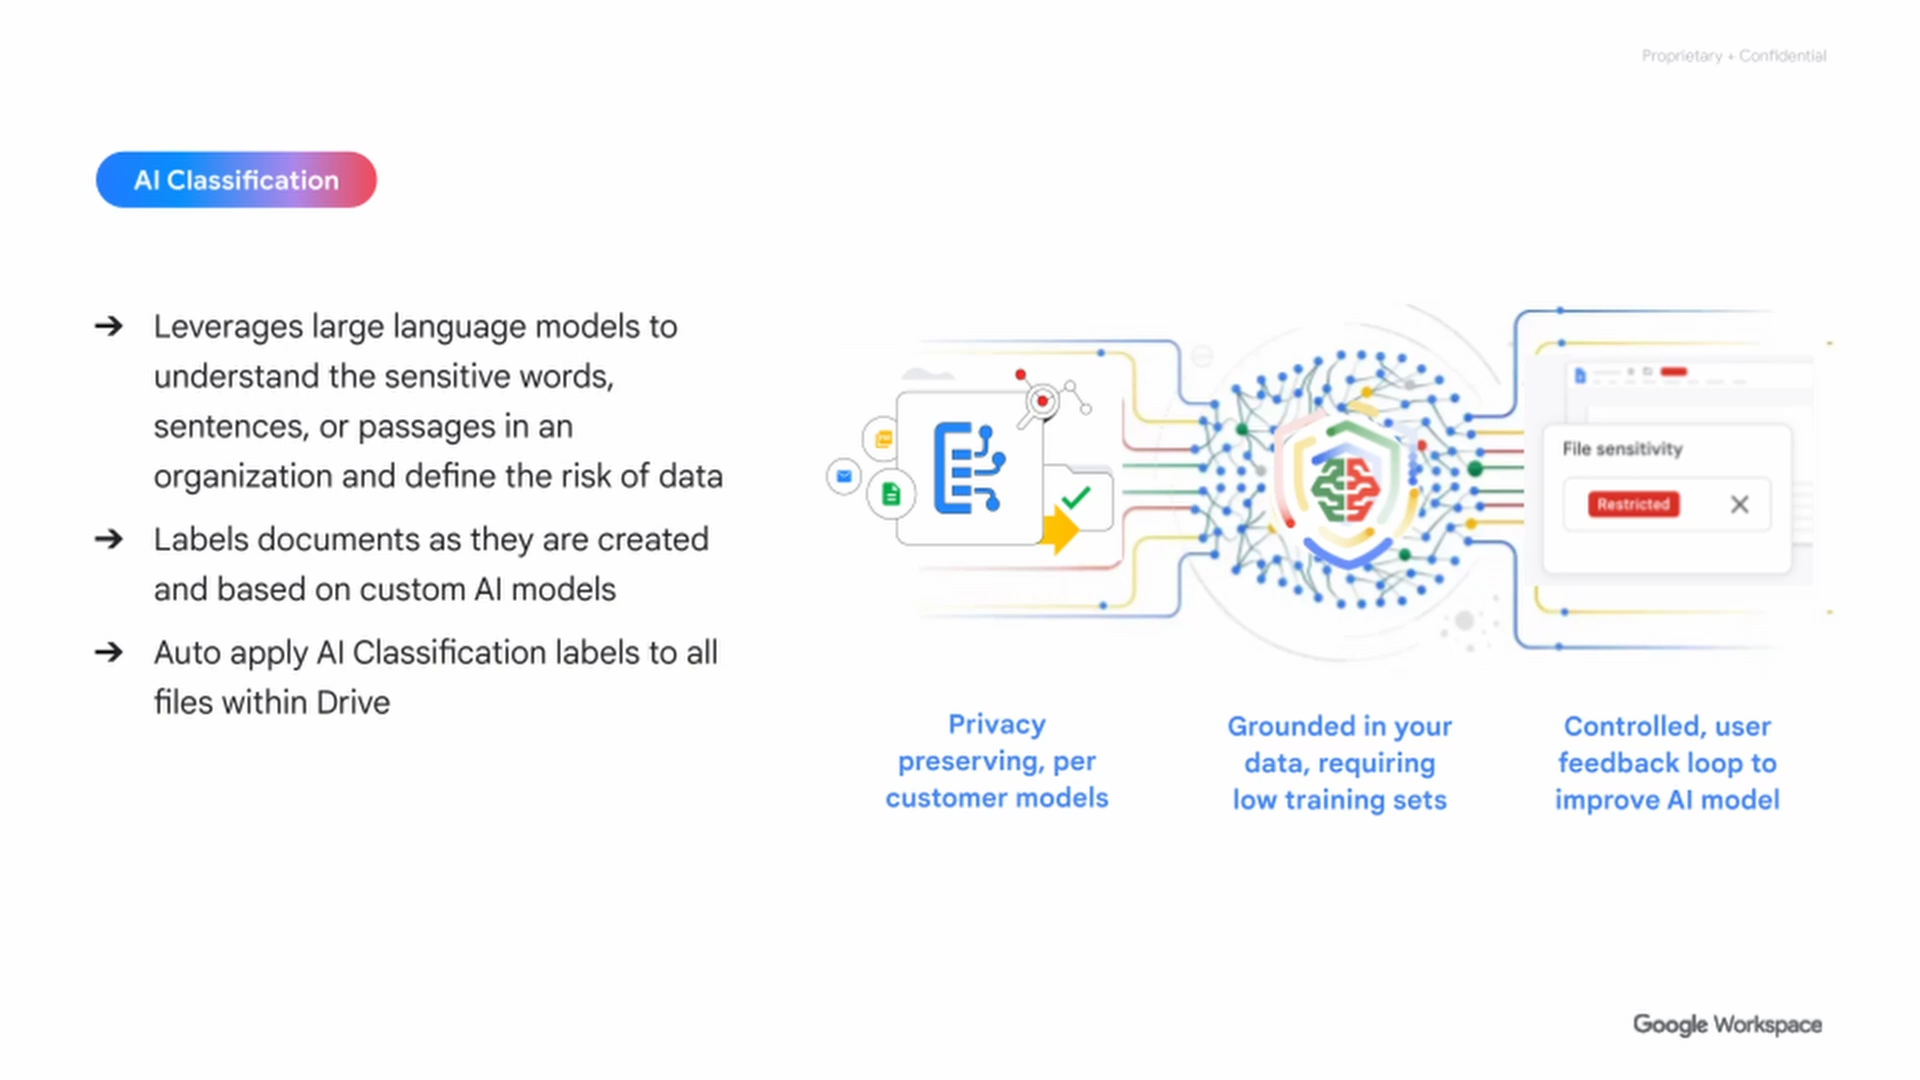 Proprietary + Confidential
AI Classification
➔ Leverages large language models to
understand the sensitive words,
sentences, or passages in an
organization and define the risk of data
➔ Labels documents as they are created
and based on custom AI models
➔ Auto apply AI Classification labels to all
files within Drive
File sensitivity
Restricted
Privacy
preserving, per
customer models
Grounded in your
data, requiring
low training sets
Controlled, user
feedback loop to
improve AI model
Google Workspace